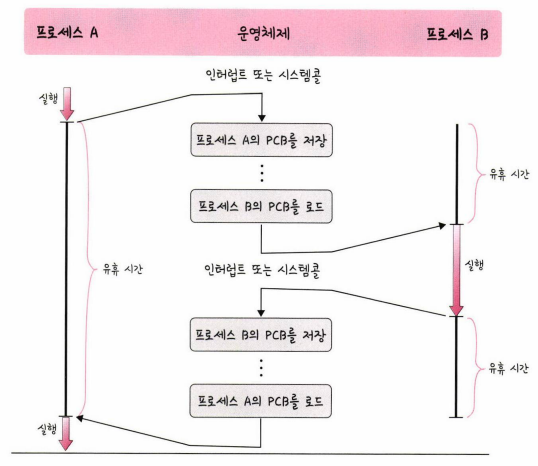 프로세스 A 운영체제 프로세스 B
인터럽트 또는 시스템콜
실행
프로세스 A의 PCB를 저장
유휴 시간
프로세스 B의 PCB를 로드
유휴 시간
인터럽트 또는 시스템콜
실행
프로세스 B의 PCB를 저장
유휴 시간
프로세스 A의 PCB를 로드
실행